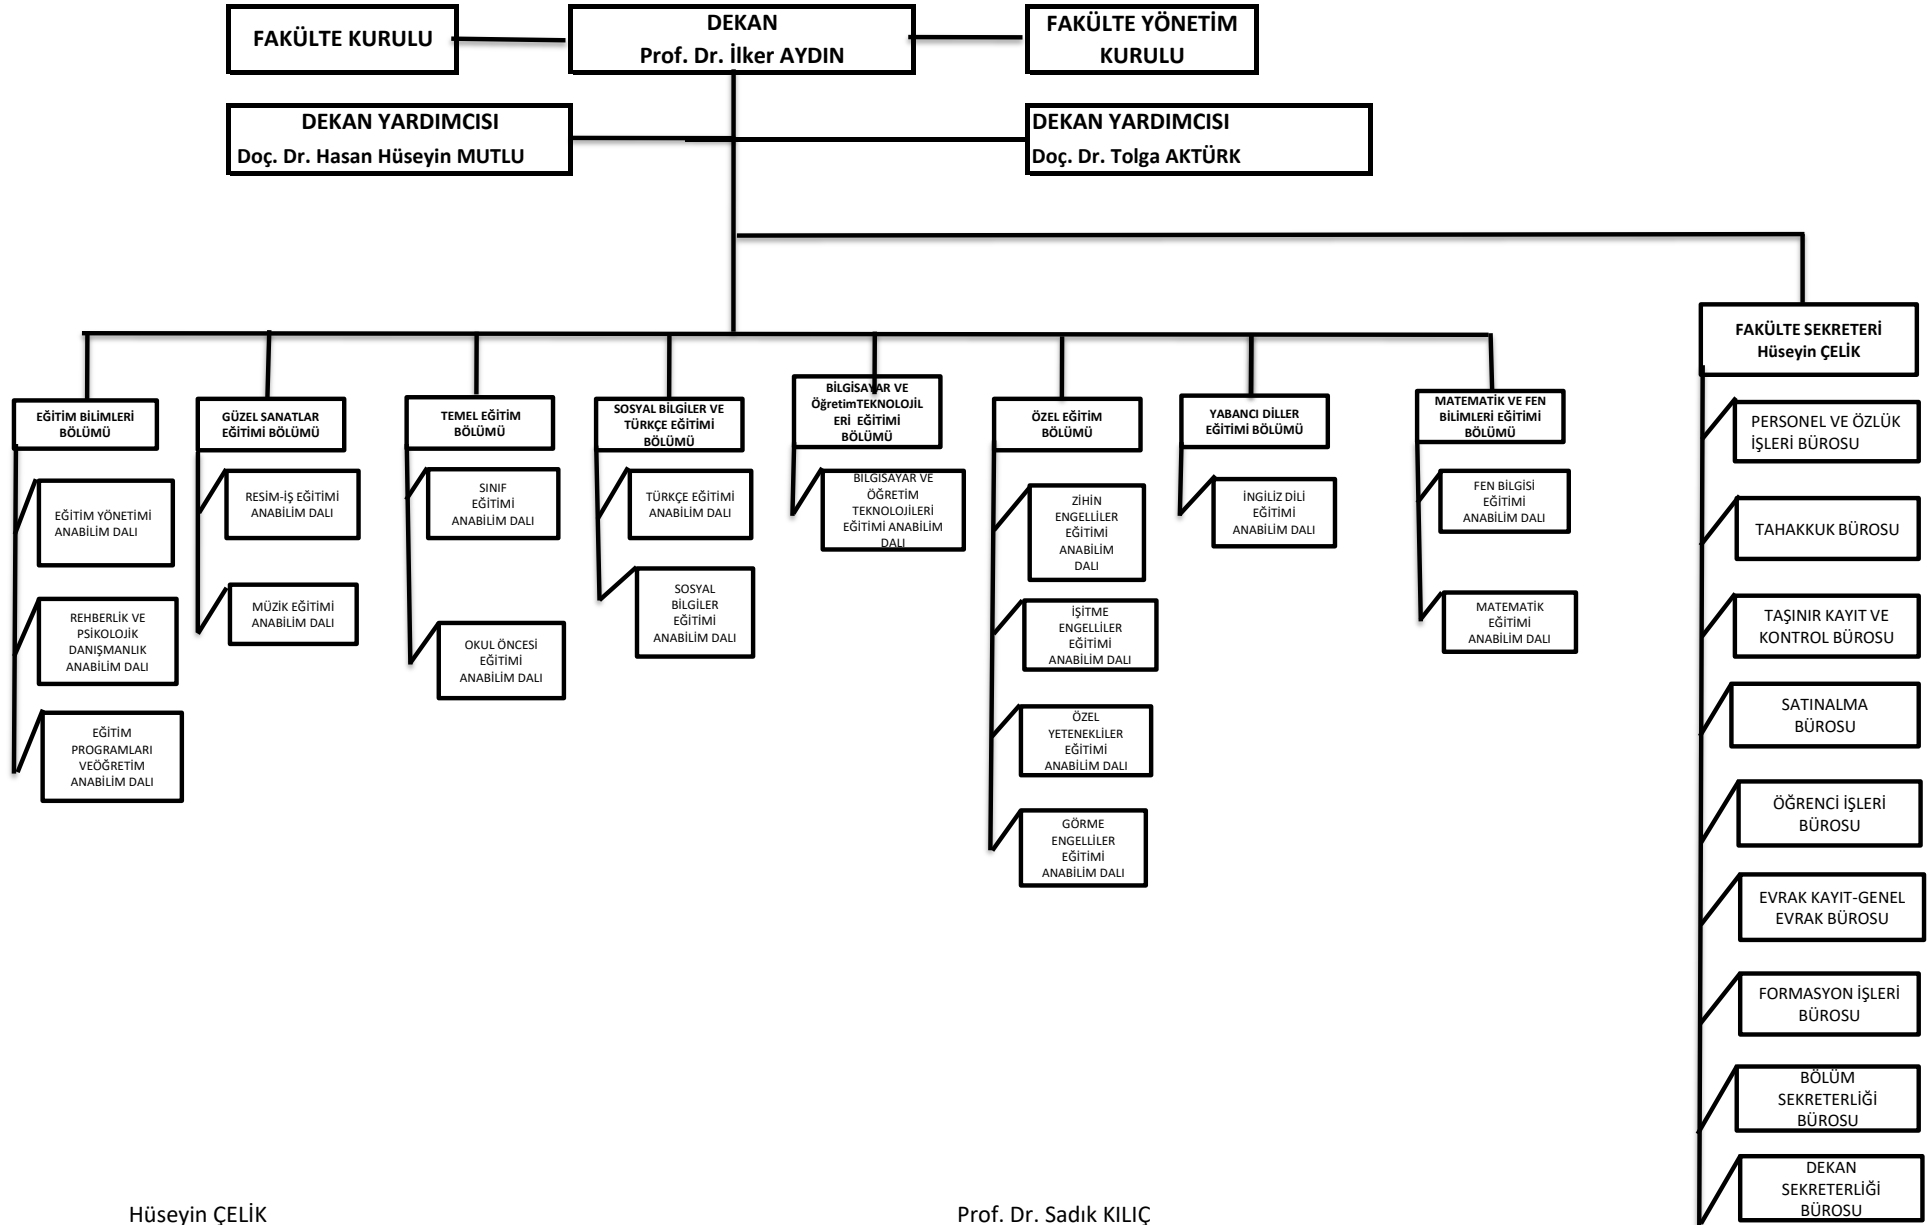 FAKÜLTE KURULU
DEKAN
Prof. Dr. İlker AYDIN
FAKÜLTE YÖNETİM
KURULU
DEKAN YARDIMCISI
Doç. Dr. Hasan Hüseyin MUTLU
DEKAN YARDIMCISI
Doç. Dr. Tolga AKTÜRK
FAKÜLTE SEKRETERİ
Hüseyin ÇELİK
EĞİTİM BİLİMLERİ
BÖLÜMÜ
EĞİTİM YÖNETİMİ
ANABİLİM DALI
REHBERLİK VE
PSİKOLOJİK
DANIŞMANLIK
ANABİLİM DALI
EĞİTİM
PROGRAMLARI
VEÖĞRETİM
ANABİLİM DALI
GÜZEL SANATLAR
EĞİTİMİ BÖLÜMÜ
RESİM-İŞ EĞİTİMİ
ANABİLİM DALI
MÜZİK EĞİTİMİ
ANABİLİM DALI
TEMEL EĞİTİM
BÖLÜMÜ
SINIF
EĞİTİMİ
ANABİLİM DALI
OKUL ÖNCESİ
EĞİTİMİ
ANABİLİM DALI
SOSYAL BİLGİLER VE
TÜRKÇE EĞİTİMİ
BÖLÜMÜ
TÜRKÇE EĞİTİMİ
ANABİLİM DALI
SOSYAL
BİLGİLER
EĞİTİMİ
ANABİLİM DALI
BİLGİSAYAR VE
ÖğretimTEKNOLOJİL
ERİ EĞİTİMİ
BÖLÜMÜ
BİLGİSAYAR VE
ÖĞRETİM
TEKNOLOJİLERİ
EĞİTİMİ ANABİLİM
DALI
ÖZEL EĞİTİM
BÖLÜMÜ
ZİHİN
ENGELLİLER
EĞİTİMİ
ANABİLİM
DALI
İŞİTME
ENGELLİLER
EĞİTİMİ
ANABİLİM DALI
ÖZEL
YETENEKLİLER
EĞİTİMİ
ANABİLİM DALI
GÖRME
ENGELLİLER
EĞİTİMİ
ANABİLİM DALI
YABANCI DİLLER
EĞİTİMİ BÖLÜMÜ
İNGİLİZ DİLİ
EĞİTİMİ
ANABİLİM DALI
MATEMATİK VE FEN
BİLİMLERİ EĞİTİMİ
BÖLÜMÜ
FEN BİLGİSİ
EĞİTİMİ
ANABİLİM DALI
MATEMATİK
EĞİTİMİ
ANABİLİM DALI
PERSONEL VE ÖZLÜK
İŞLERİ BÜROSU
TAHAKKUK BÜROSU
TAŞINIR KAYIT VE
KONTROL BÜROSU
SATINALMA
BÜROSU
ÖĞRENCİ İŞLERİ
BÜROSU
EVRAK KAYIT-GENEL
EVRAK BÜROSU
FORMASYON İŞLERİ
BÜROSU
BÖLÜM
SEKRETERLİĞİ
BÜROSU
DEKAN
SEKRETERLİĞİ
BÜROSU
Hüseyin ÇELİK
Prof. Dr. Sadık KILIÇ